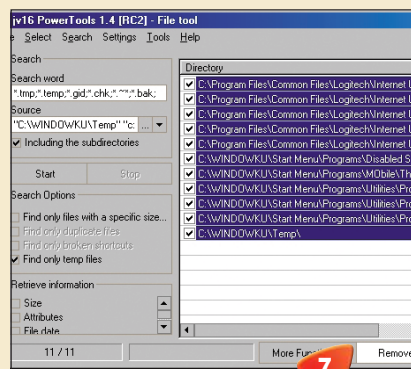 jv16 PowerTools 1.4 [RC2] - File tool
e Select Search Settings Tools Help
Search
Search word
*.tmp;*.temp;*.gid;*.chk;*.~*;*.bak;
Source
"C:\WINDOWKU\Temp" "c: ...
Including the subdirectories
Start Stop
Search Options
Find only files with a specific size...
Find only duplicate files
Find only broken shortcuts
Find only temp files
Retrieve information
Size
Attributes
File date
Directory
C:\Program Files\Common Files\Logitech\Internet U
C:\Program Files\Common Files\Logitech\Internet U
C:\Program Files\Common Files\Logitech\Internet U
C:\Program Files\Common Files\Logitech\Internet U
C:\Program Files\Common Files\Logitech\Internet U
C:\WINDOWKU\Start Menu\Programs\Disabled S
C:\WINDOWKU\Start Menu\Programs\MObile\Th
C:\WINDOWKU\Start Menu\Programs\Utilities\Pro
C:\WINDOWKU\Start Menu\Programs\Utilities\Pro
C:\WINDOWKU\Start Menu\Programs\Utilities\Pro
C:\WINDOWKU\Temp\
11 / 11
More Fun
7
Remove